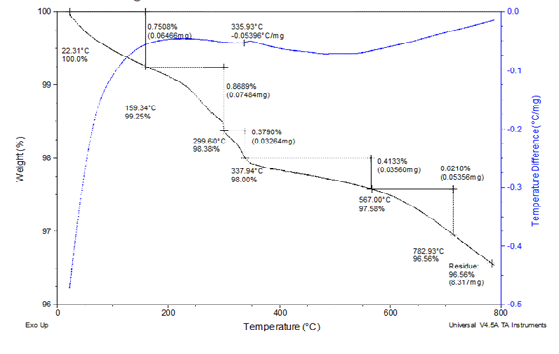 100
99
98
97
96
Weight (%)
0.0
-0.1
-0.2
-0.3
-0.4
-0.5
Temperature Difference (°C/mg)
0
200
400
600
800
Temperature (°C)
Exo Up
Universal V4.5A TA Instruments
22.31°C
100.0%
0.7508%
(0.06466mg)
335.93°C
-0.05396°C/mg
159.34°C
99.25%
0.8689%
(0.07484mg)
299.60°C
98.38%
0.3790%
(0.03264mg)
337.94°C
98.00%
0.4133%
(0.03560mg)
0.0210%
(0.05356mg)
567.00°C
97.58%
782.93°C
96.56%
Residue:
96.56%
(8.317mg)